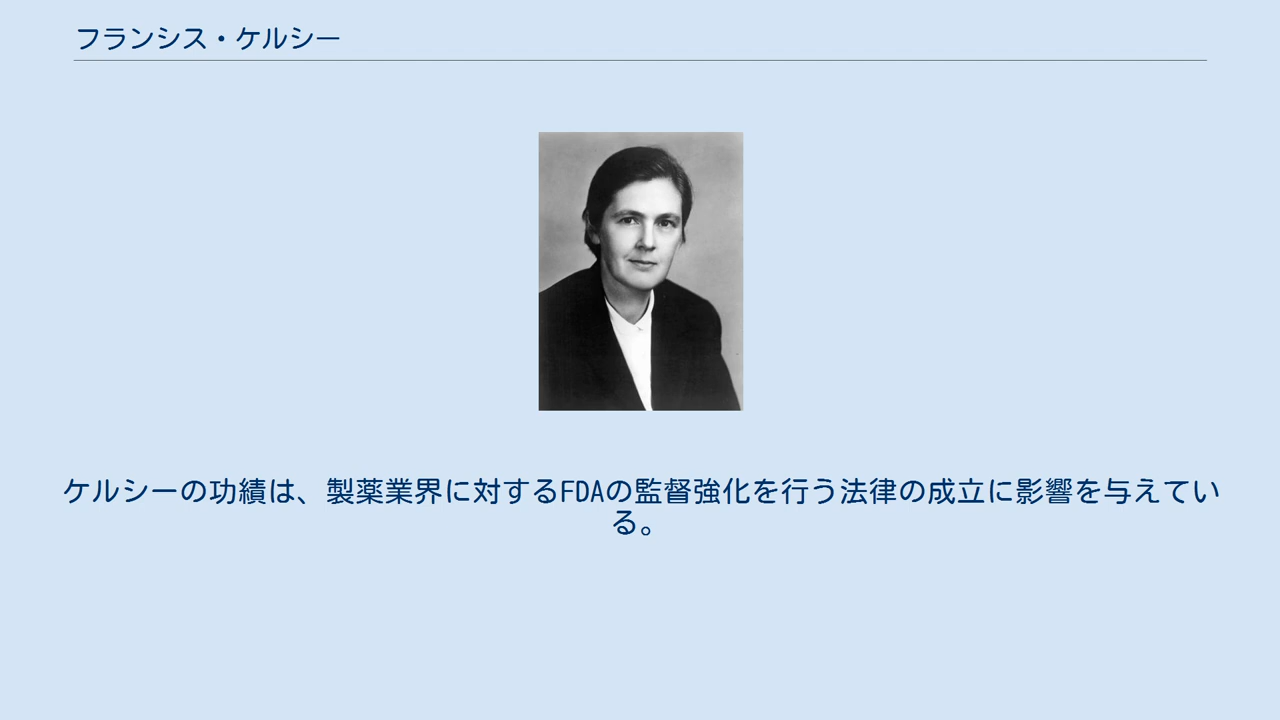 フランシス・ケルシー
ケルシーの功績は、製薬業界に対するFDAの監督強化を行う法律の成立に影響を与えてい
る。